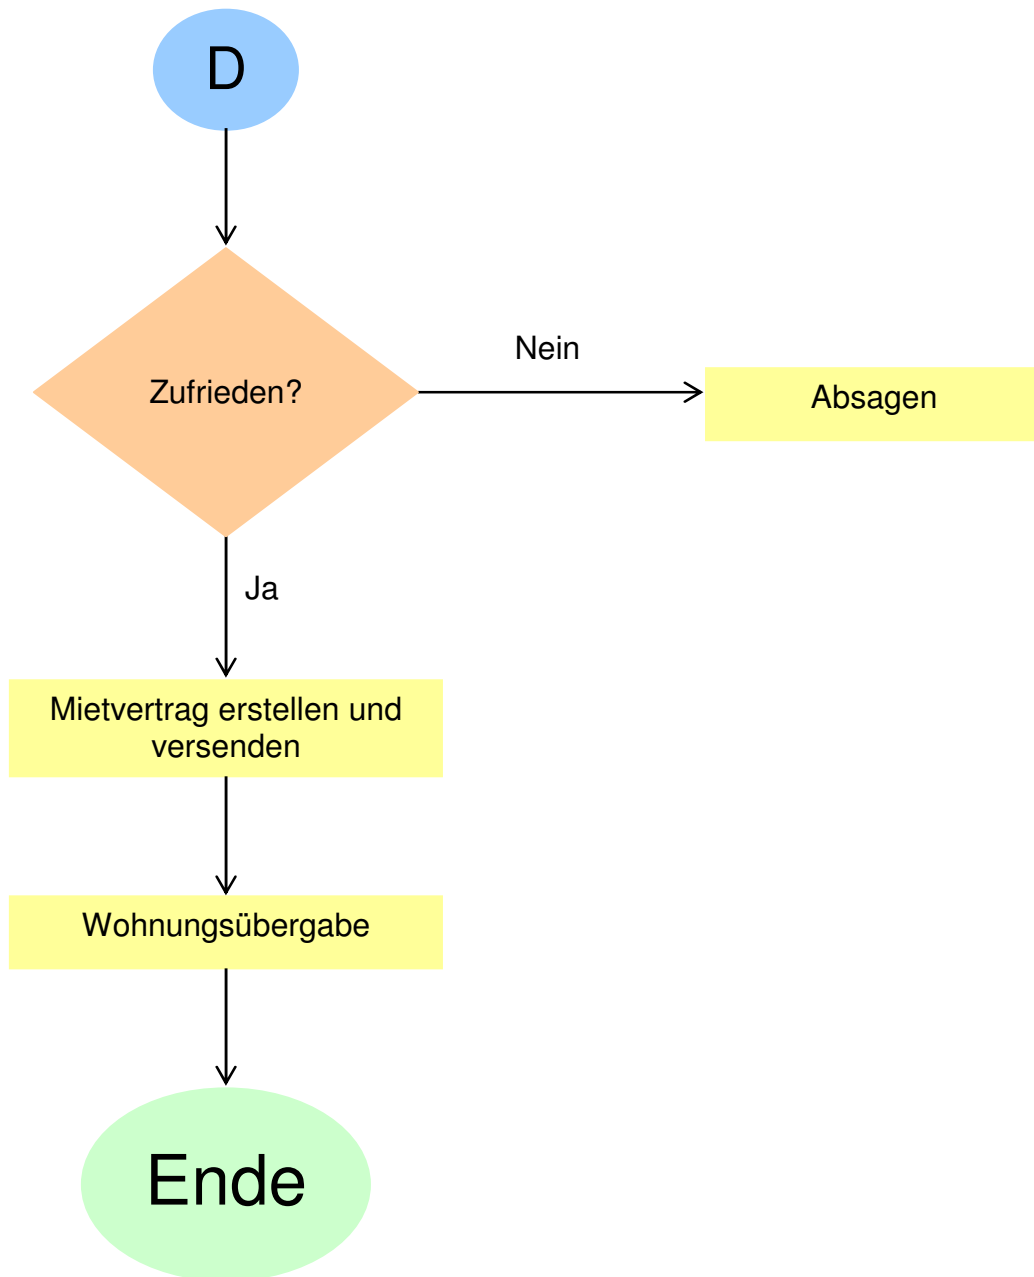 D
Nein
Zufrieden?
Absagen
Ja
Mietvertrag erstellen und
versenden
Wohnungsübergabe
Ende